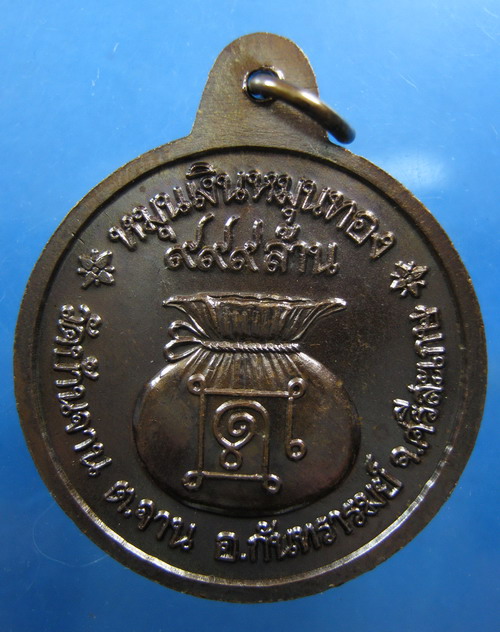 หมุนเงินหมุนทอง
๙๙๙ล้าน
วัดบ้านจาน ต.จาน อ.กันทรารมย์ จ.ศรีสะเกษ